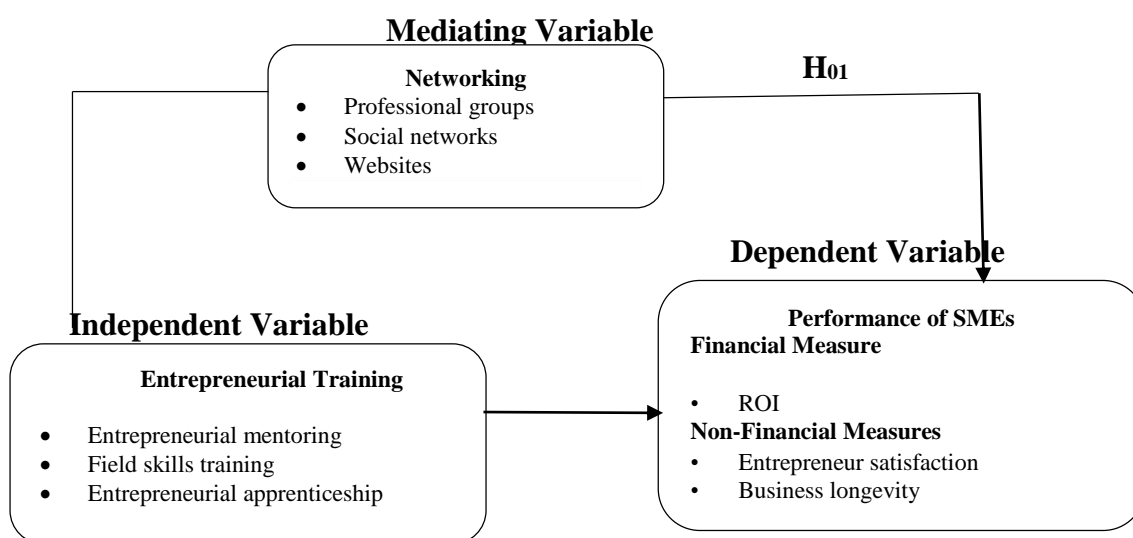 Mediating Variable
Networking
• Professional groups
• Social networks
• Websites
H01
Independent Variable
Entrepreneurial Training
• Entrepreneurial mentoring
• Field skills training
• Entrepreneurial apprenticeship
Dependent Variable
Performance of SMEs
Financial Measure
• ROI
Non-Financial Measures
• Entrepreneur satisfaction
• Business longevity